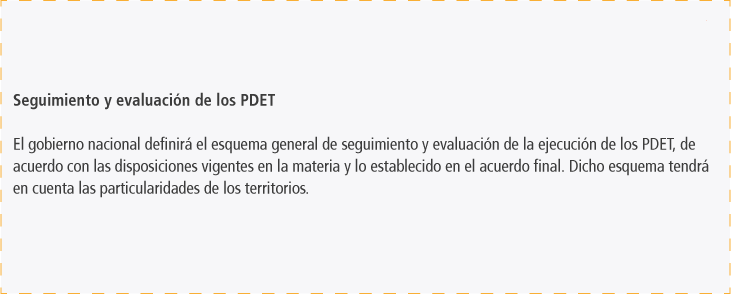 Seguimiento y evaluación de los PDET
El gobierno nacional definirá el esquema general de seguimiento y evaluación de la ejecución de los PDET, de
acuerdo con las disposiciones vigentes en la materia y lo establecido en el acuerdo final. Dicho esquema tendrá
en cuenta las particularidades de los territorios.